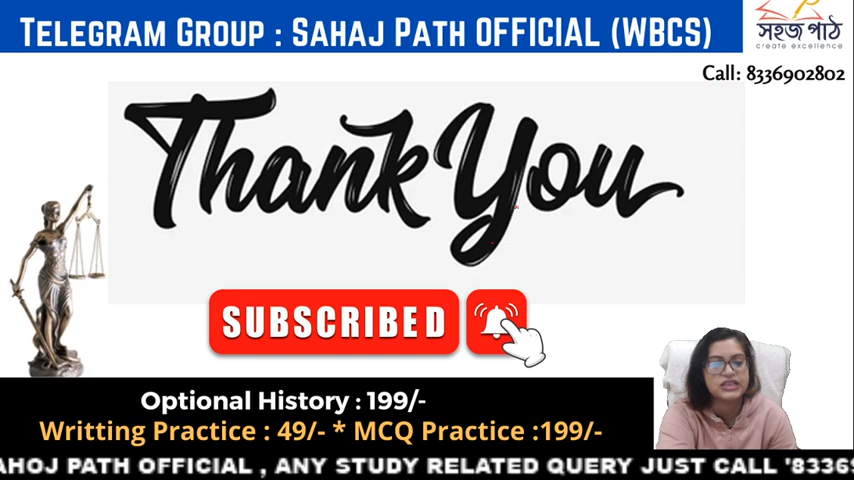 TELEGRAM GROUP : SAHAJ PATH OFFICIAL (WBCS)
সহজ পাঠ
create excellence
Call: 8336902802
Thank You
SUBSCRIBED
Optional History : 199/-
Writting Practice : 49/- * MCQ Practice :199/-
AHOJ PATH OFFICIAL , ANY STUDY RELATED QUERY JUST CALL '8336